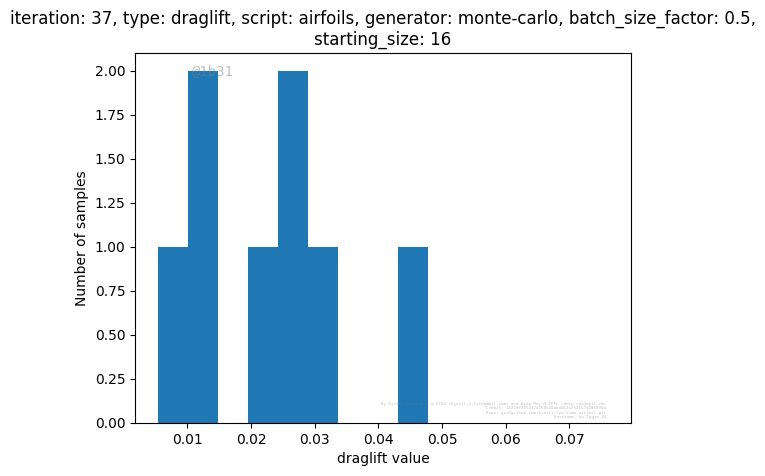 iteration: 37, type: draglift, script: airfoils, generator: monte-carlo, batch_size_factor: 0.5,
starting_size: 16
@1h31
2.00
1.75
1.50
1.25
1.00
0.75
0.50
0.25
0.00
Number of samples
0.01 0.02 0.03 0.04 0.05 0.06 0.07
draglift value